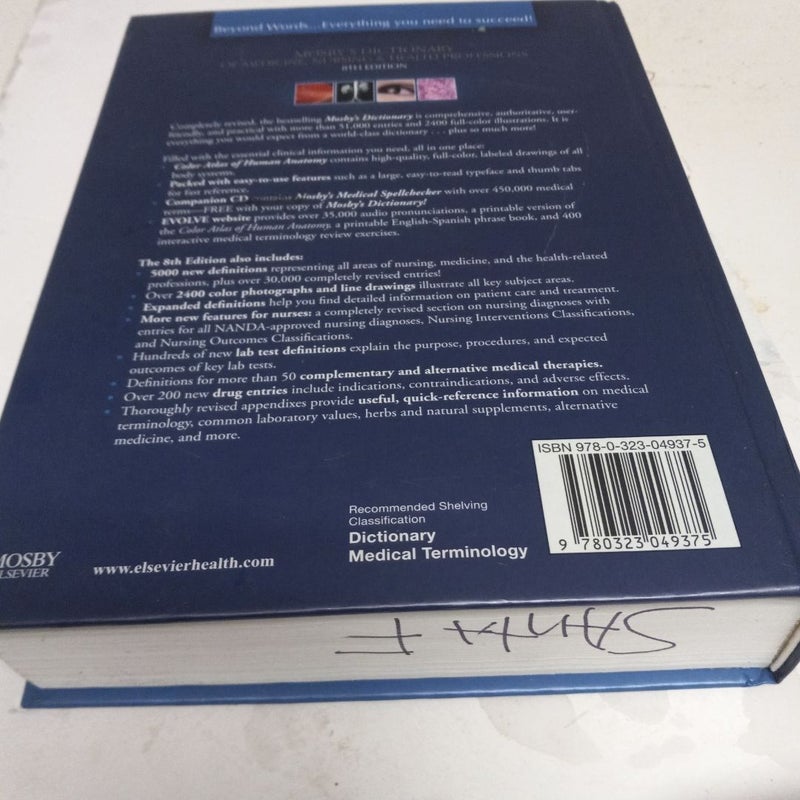 Beyond Words...Everything you need to succeed!
MOSBY'S DICTIONARY
OF MEDICINE, NURSING & HEALTH PROFESSIONS
8TH EDITION
Completely revised, the bestselling Mosby's Dictionary is comprehensive, authoritative, user-
friendly, and practical with more than 51,000 entries and 2400 full-color illustrations. It is
everything you would expect from a world-class dictionary . . . plus so much more!
Filled with the essential clinical information you need, all in one place:
Color Atlas of Human Anatomy contains high-quality, full-color, labeled drawings of all
body systems.
Packed with easy-to-use features such as a large, easy-to-read typeface and thumb tabs
for fast reference.
Companion CD contains Mosby's Medical Spellchecker with over 450,000 medical
terms—FREE with your copy of Mosby's Dictionary!
EVOLVE website provides over 35,000 audio pronunciations, a printable version of
the Color Atlas of Human Anatomy, a printable English-Spanish phrase book, and 400
interactive medical terminology review exercises.
The 8th Edition also includes:
• 5000 new definitions representing all areas of nursing, medicine, and the health-related
professions, plus over 30,000 completely revised entries!
• Over 2400 color photographs and line drawings illustrate all key subject areas.
• Expanded definitions help you find detailed information on patient care and treatment.
• More new features for nurses: a completely revised section on nursing diagnoses with
entries for all NANDA-approved nursing diagnoses, Nursing Interventions Classifications,
and Nursing Outcomes Classifications.
• Hundreds of new lab test definitions explain the purpose, procedures, and expected
outcomes of key lab tests.
• Definitions for more than 50 complementary and alternative medical therapies.
• Over 200 new drug entries include indications, contraindications, and adverse effects.
• Thoroughly revised appendixes provide useful, quick-reference information on medical
terminology, common laboratory values, herbs and natural supplements, alternative
medicine, and more.
ISBN 978-0-323-04937-5
9 780323 049375
Recommended Shelving
Classification
Dictionary
Medical Terminology
MOSBY
ELSEVIER
www.elsevierhealth.com